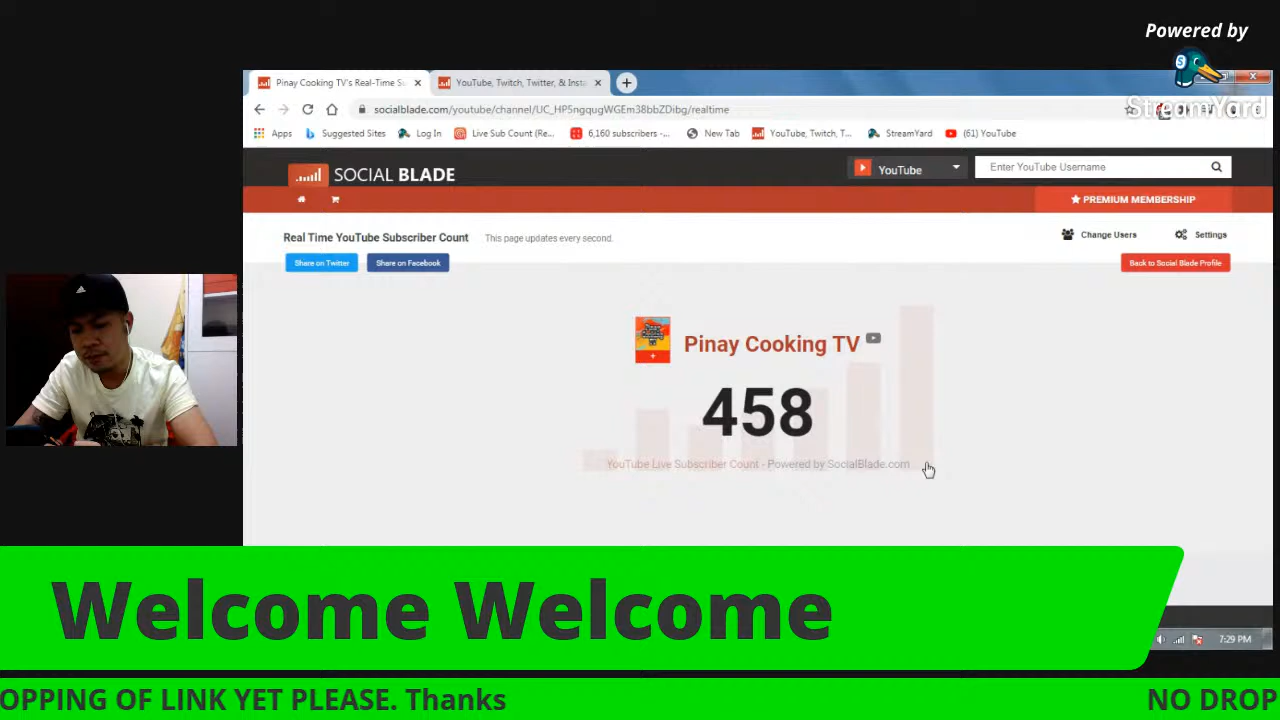 Powered by
StreamYard
Pinay Cooking TV's Real-Time Su
YouTube, Twitch, Twitter, & Insta
socialblade.com/youtube/channel/UC_HP5ngqugWGEm38bbZDibg/realtime
Apps
Suggested Sites
Log In
Live Sub Count (Re...
6,160 subscribers -...
New Tab
YouTube, Twitch, T...
StreamYard
(61) YouTube
SOCIAL BLADE
YouTube
Enter YouTube Username
PREMIUM MEMBERSHIP
Real Time YouTube Subscriber Count
This page updates every second.
Change Users
Settings
Share on Twitter
Share on Facebook
Back to Social Blade Profile
Pinay Cooking TV
458
YouTube Live Subscriber Count - Powered by SocialBlade.com
Welcome Welcome
7:29 PM
OPPING OF LINK YET PLEASE. Thanks
NO DROP